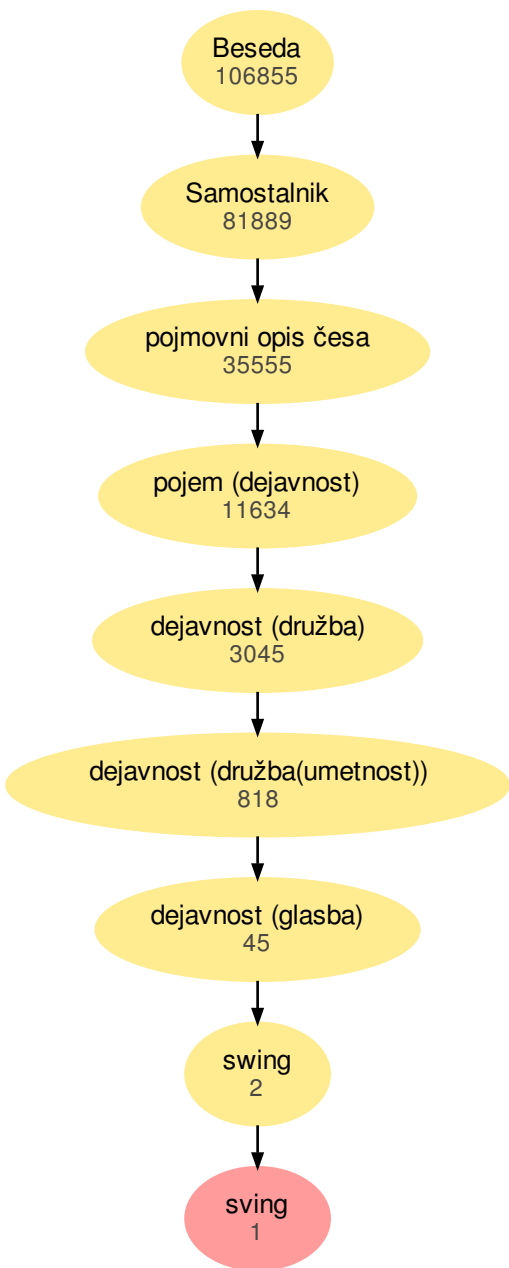 Beseda
106855
Samostalnik
81889
pojmovni opis česa
35555
pojem (dejavnost)
11634
dejavnost (družba)
3045
dejavnost (družba(umetnost))
818
dejavnost (glasba)
45
swing
2
sving
1